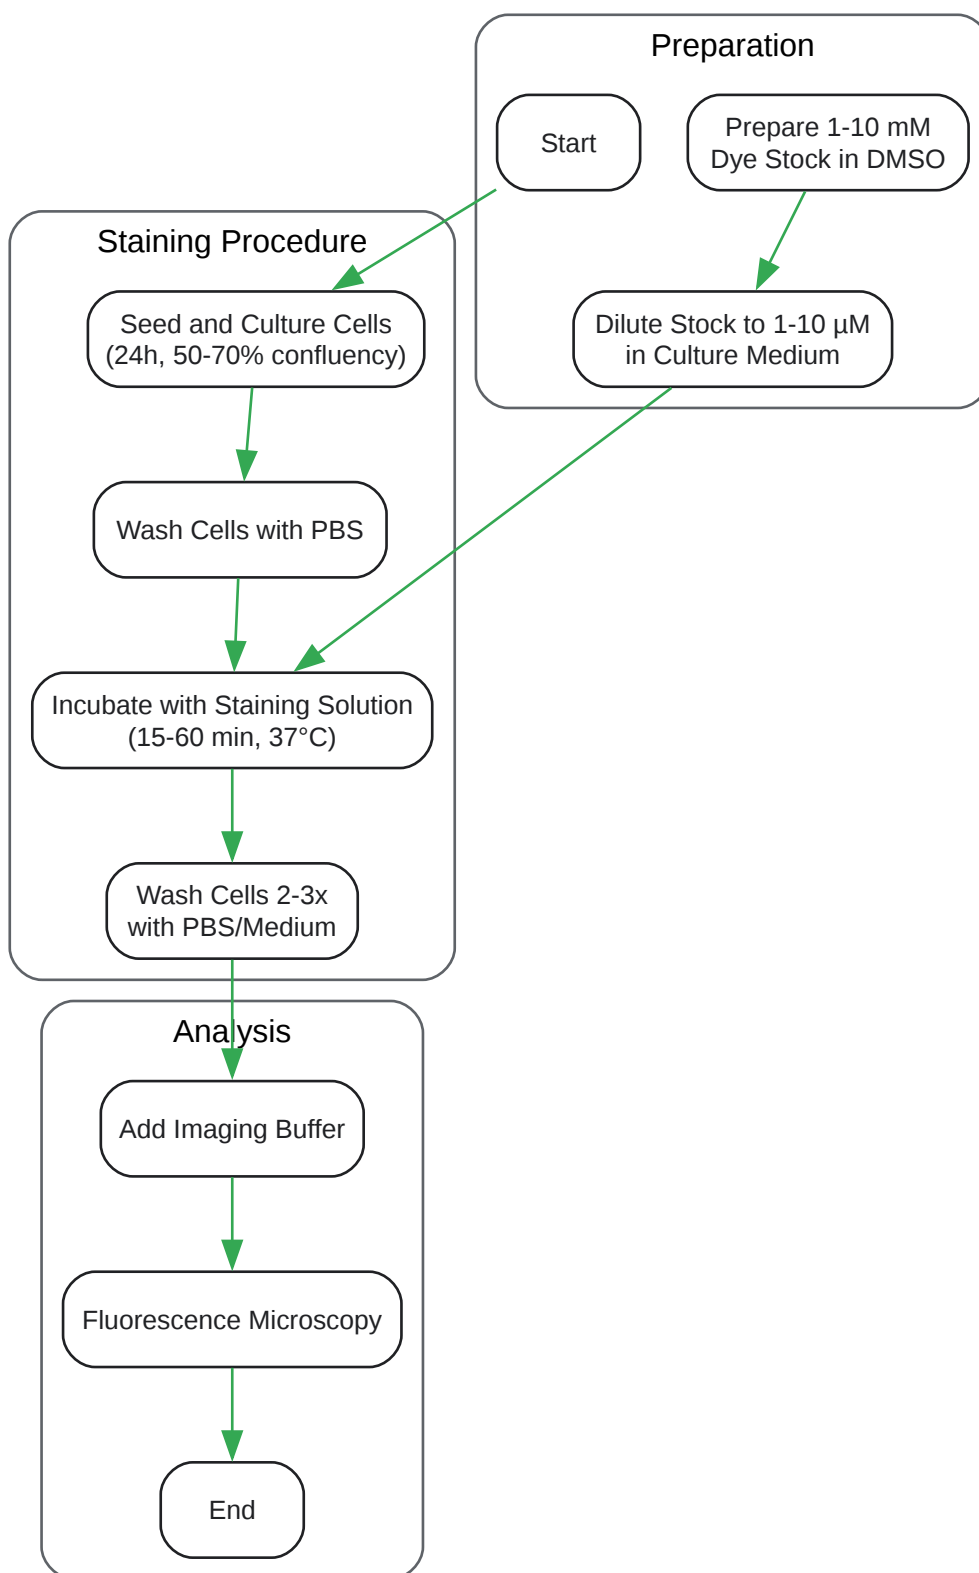 Preparation
Start
Prepare 1-10 mM
Dye Stock in DMSO
Dilute Stock to 1-10 µM
in Culture Medium
Staining Procedure
Seed and Culture Cells
(24h, 50-70% confluency)
Wash Cells with PBS
Incubate with Staining Solution
(15-60 min, 37°C)
Wash Cells 2-3x
with PBS/Medium
Analysis
Add Imaging Buffer
Fluorescence Microscopy
End